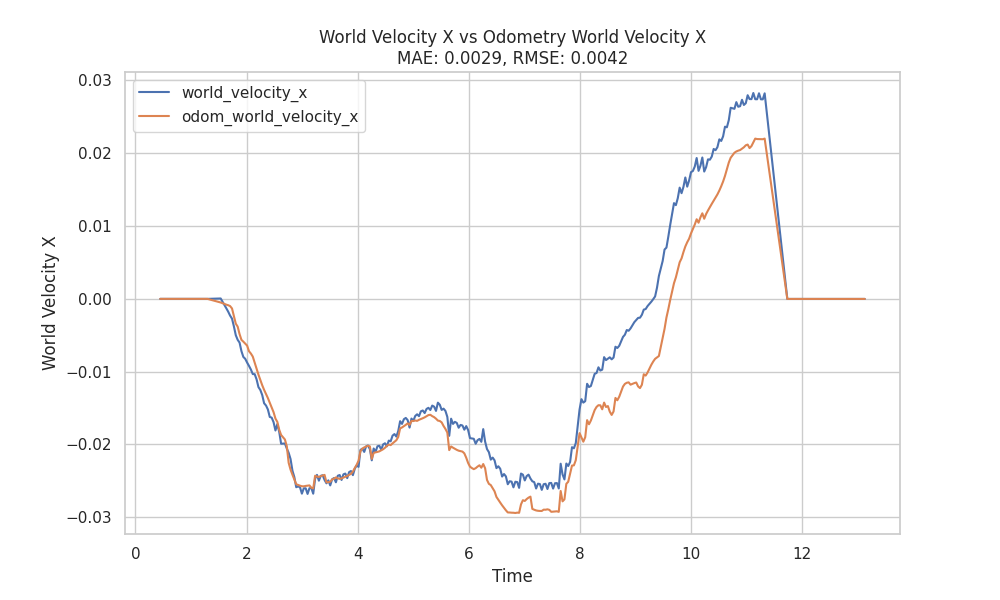 World Velocity X vs Odometry World Velocity X
MAE: 0.0029, RMSE: 0.0042
world_velocity_x
odom_world_velocity_x
World Velocity X
0.03
0.02
0.01
0.00
−0.01
−0.02
−0.03
0 2 4 6 8 10 12
Time